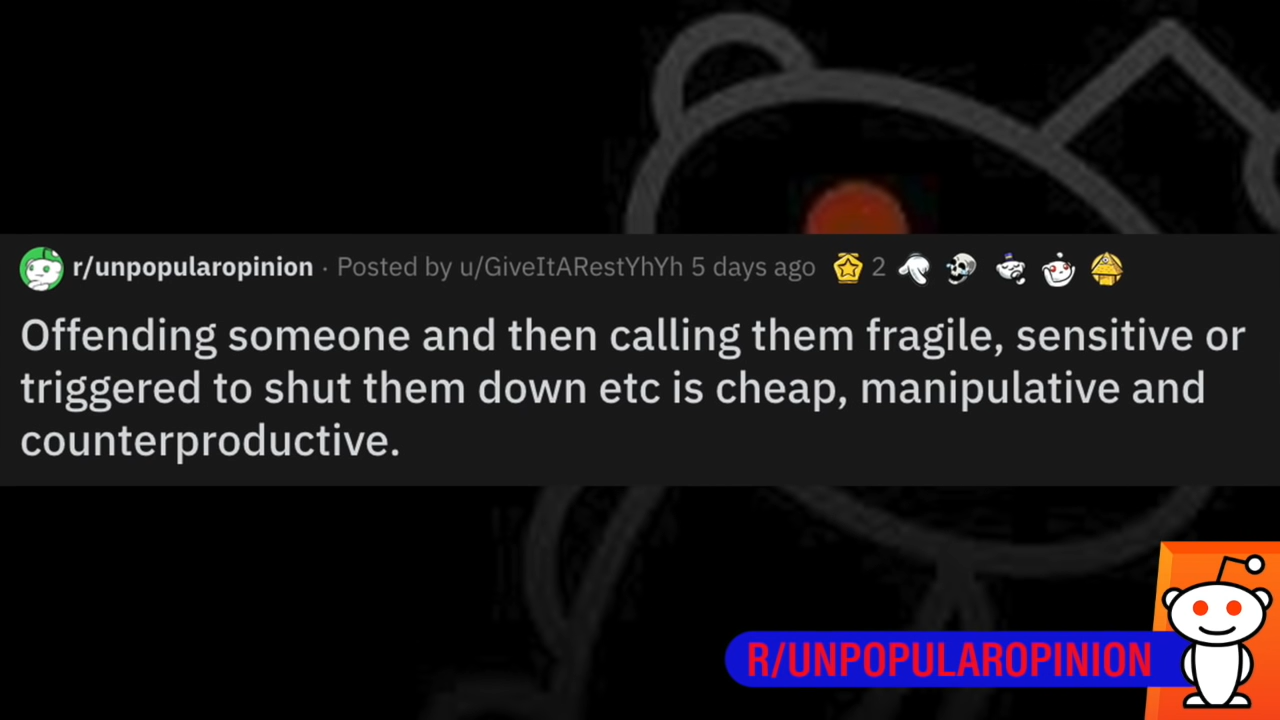 r/unpopularopinion · Posted by u/GiveItARestYhYh 5 days ago 2
Offending someone and then calling them fragile, sensitive or
triggered to shut them down etc is cheap, manipulative and
counterproductive.
R/UNPOPULAROPINION